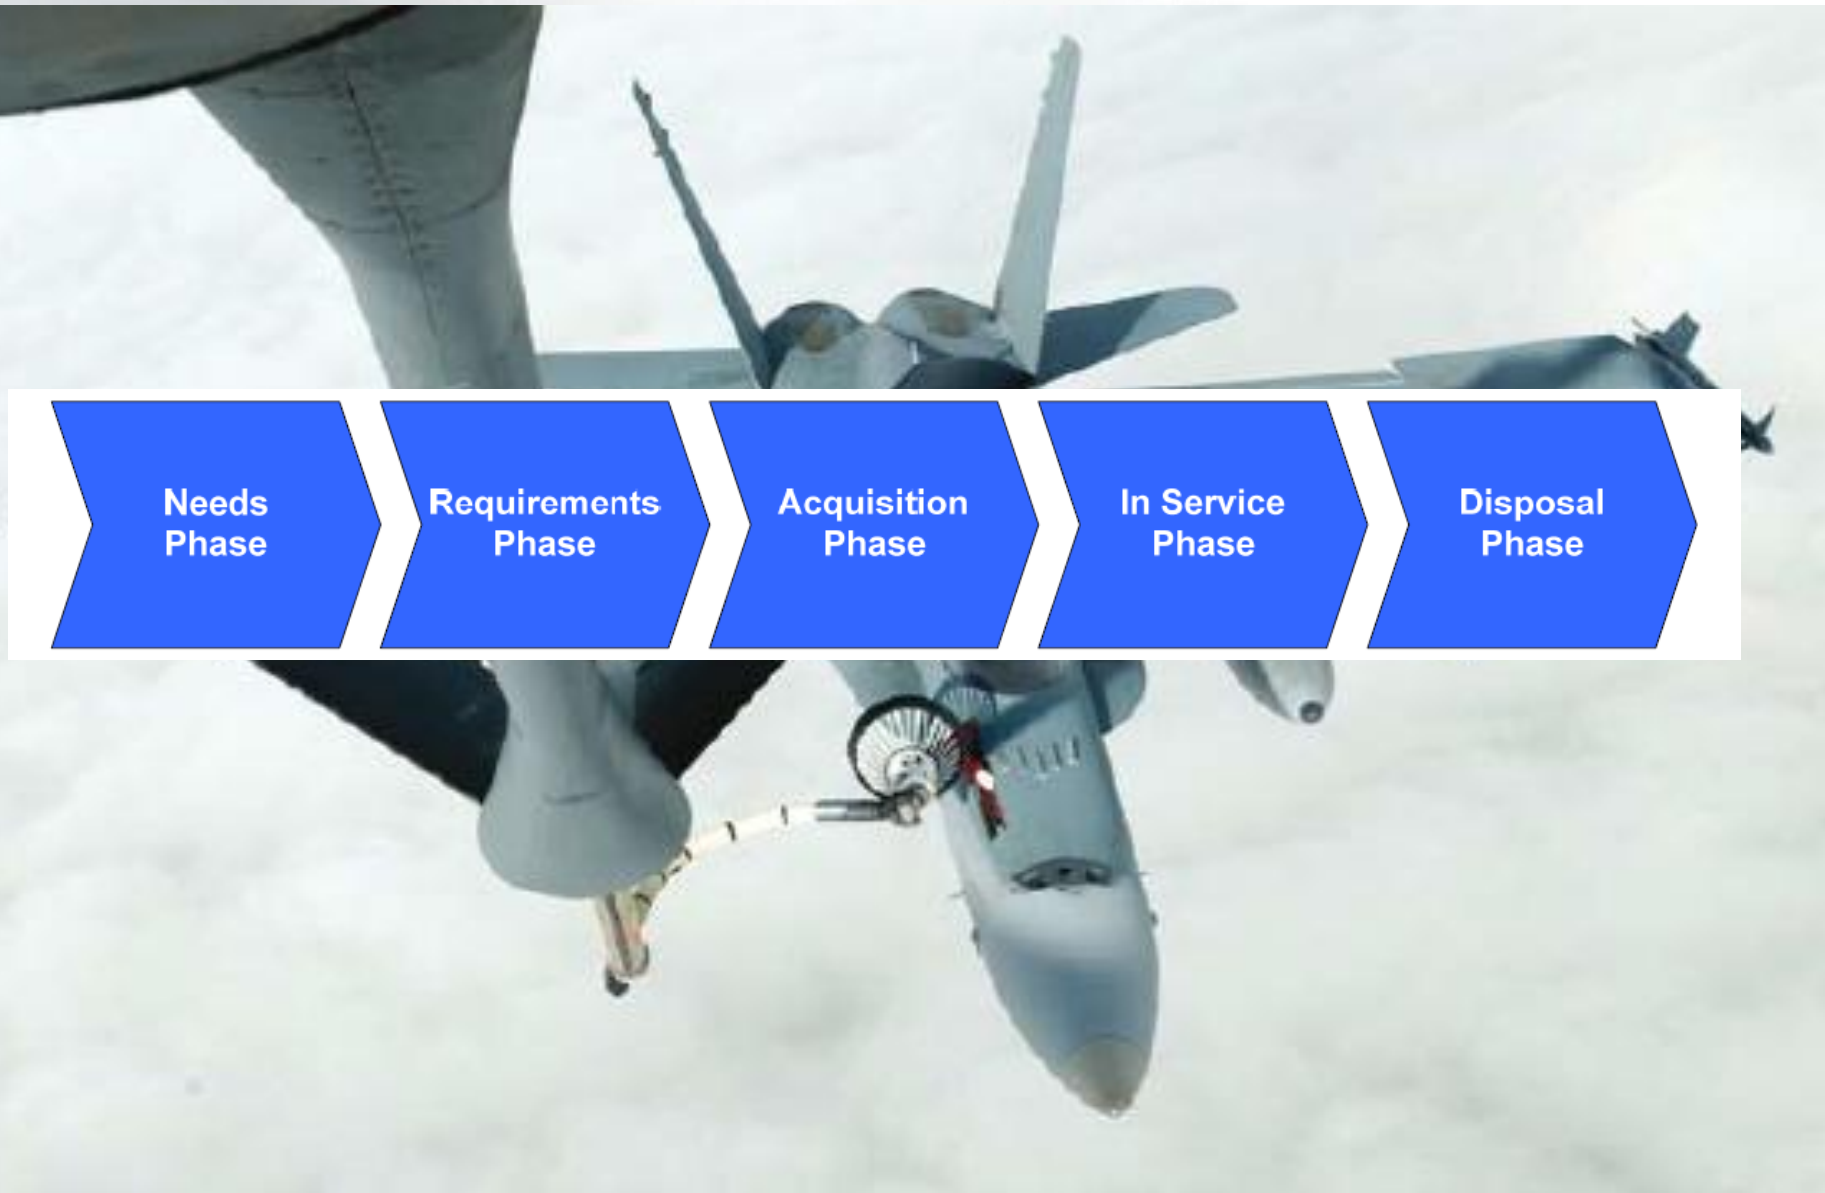 Needs
Phase
Requirements
Phase
Acquisition
Phase
In Service
Phase
Disposal
Phase